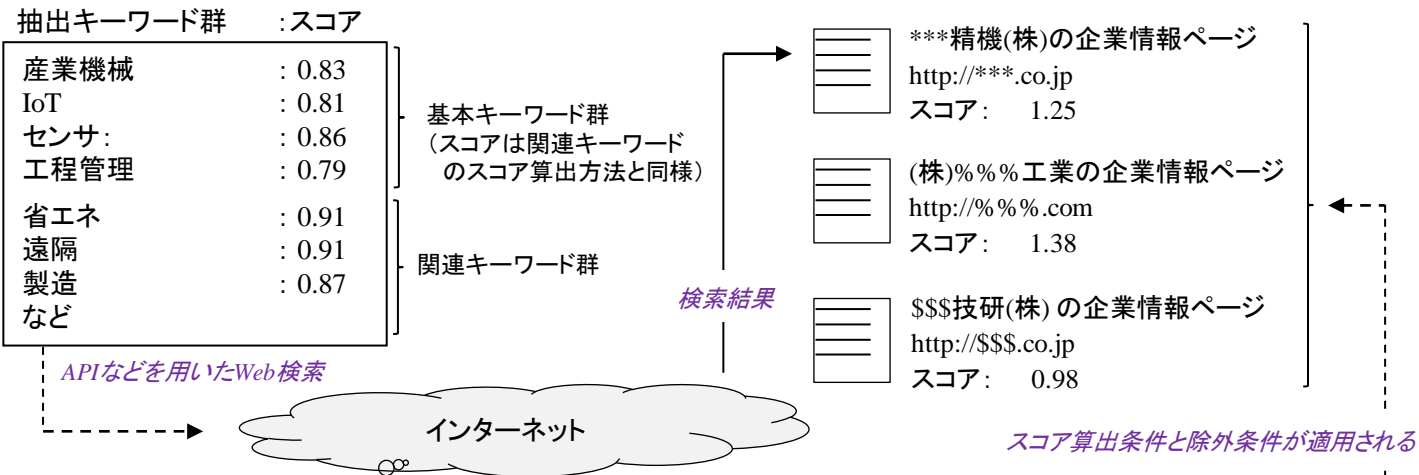 抽出キーワード群 :スコア
産業機械 : 0.83
IoT : 0.81
センサ: : 0.86
工程管理 : 0.79
省エネ : 0.91
遠隔 : 0.91
製造 : 0.87
など
基本キーワード群
(スコアは関連キーワード
のスコア算出方法と同様)
関連キーワード群
APIなどを用いたWeb検索
インターネット
検索結果
***精機(株)の企業情報ページ
http://***.co.jp
スコア: 1.25
(株)%%%工業の企業情報ページ
http://%%%.com
スコア: 1.38
$$$技研(株) の企業情報ページ
http://$$$.co.jp
スコア: 0.98
スコア算出条件と除外条件が適用される